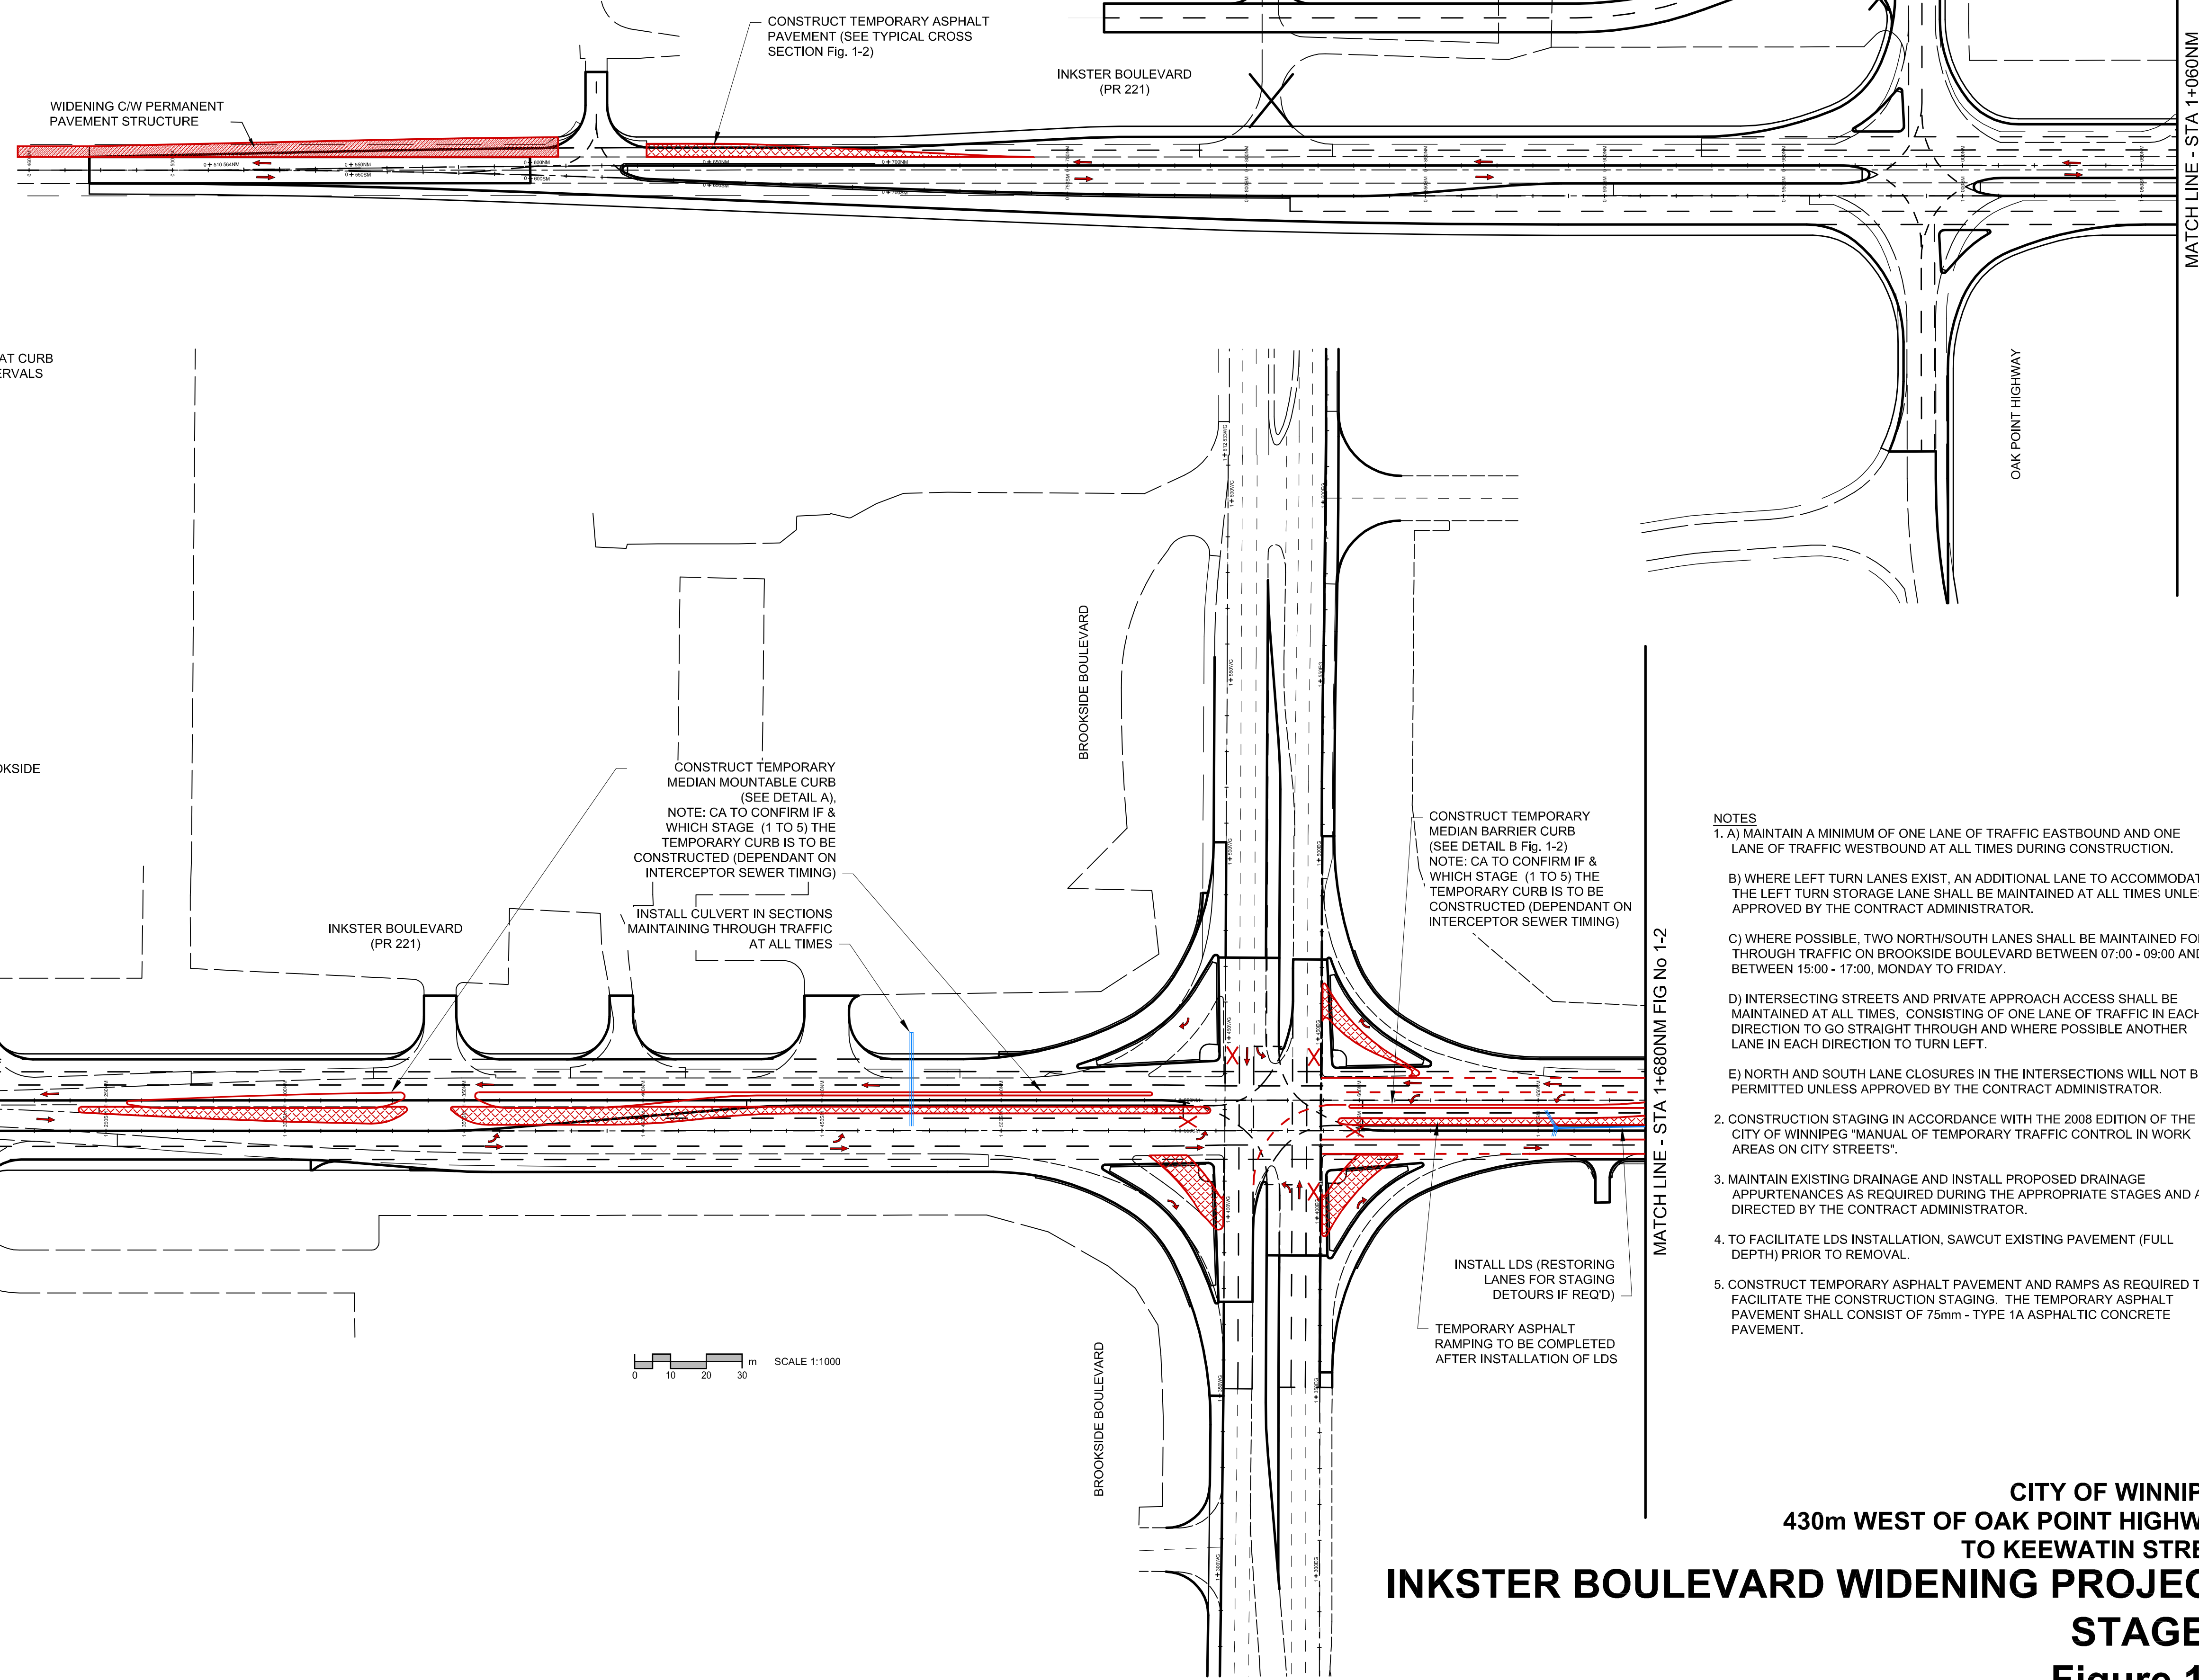 CONSTRUCT TEMPORARY ASPHALT
PAVEMENT (SEE TYPICAL CROSS
SECTION Fig. 1-2)
INKSTER BOULEVARD
(PR 221)
WIDENING C/W PERMANENT
PAVEMENT STRUCTURE
MATCH LINE - STA 1+060NM
OAK POINT HIGHWAY
AT CURB
ERVALS
OKSIDE
BROOKSIDE BOULEVARD
CONSTRUCT TEMPORARY
MEDIAN MOUNTABLE CURB
(SEE DETAIL A),
NOTE: CA TO CONFIRM IF &
WHICH STAGE (1 TO 5) THE
TEMPORARY CURB IS TO BE
CONSTRUCTED (DEPENDANT ON
INTERCEPTOR SEWER TIMING)
INSTALL CULVERT IN SECTIONS
MAINTAINING THROUGH TRAFFIC
AT ALL TIMES
INKSTER BOULEVARD
(PR 221)
CONSTRUCT TEMPORARY
MEDIAN BARRIER CURB
(SEE DETAIL B Fig. 1-2)
NOTE: CA TO CONFIRM IF &
WHICH STAGE (1 TO 5) THE
TEMPORARY CURB IS TO BE
CONSTRUCTED (DEPENDANT ON
INTERCEPTOR SEWER TIMING)
MATCH LINE - STA 1+680NM FIG No 1-2
INSTALL LDS (RESTORING
LANES FOR STAGING
DETOURS IF REQ'D)
TEMPORARY ASPHALT
RAMPING TO BE COMPLETED
AFTER INSTALLATION OF LDS
BROOKSIDE BOULEVARD
0 10 20 30 m SCALE 1:1000
NOTES
1. A) MAINTAIN A MINIMUM OF ONE LANE OF TRAFFIC EASTBOUND AND ONE
LANE OF TRAFFIC WESTBOUND AT ALL TIMES DURING CONSTRUCTION.
B) WHERE LEFT TURN LANES EXIST, AN ADDITIONAL LANE TO ACCOMMODAT
THE LEFT TURN STORAGE LANE SHALL BE MAINTAINED AT ALL TIMES UNLES
APPROVED BY THE CONTRACT ADMINISTRATOR.
C) WHERE POSSIBLE, TWO NORTH/SOUTH LANES SHALL BE MAINTAINED FO
THROUGH TRAFFIC ON BROOKSIDE BOULEVARD BETWEEN 07:00 - 09:00 AND
BETWEEN 15:00 - 17:00, MONDAY TO FRIDAY.
D) INTERSECTING STREETS AND PRIVATE APPROACH ACCESS SHALL BE
MAINTAINED AT ALL TIMES, CONSISTING OF ONE LANE OF TRAFFIC IN EACH
DIRECTION TO GO STRAIGHT THROUGH AND WHERE POSSIBLE ANOTHER
LANE IN EACH DIRECTION TO TURN LEFT.
E) NORTH AND SOUTH LANE CLOSURES IN THE INTERSECTIONS WILL NOT B
PERMITTED UNLESS APPROVED BY THE CONTRACT ADMINISTRATOR.
2. CONSTRUCTION STAGING IN ACCORDANCE WITH THE 2008 EDITION OF THE
CITY OF WINNIPEG "MANUAL OF TEMPORARY TRAFFIC CONTROL IN WORK
AREAS ON CITY STREETS".
3. MAINTAIN EXISTING DRAINAGE AND INSTALL PROPOSED DRAINAGE
APPURTENANCES AS REQUIRED DURING THE APPROPRIATE STAGES AND A
DIRECTED BY THE CONTRACT ADMINISTRATOR.
4. TO FACILITATE LDS INSTALLATION, SAWCUT EXISTING PAVEMENT (FULL
DEPTH) PRIOR TO REMOVAL.
5. CONSTRUCT TEMPORARY ASPHALT PAVEMENT AND RAMPS AS REQUIRED T
FACILITATE THE CONSTRUCTION STAGING. THE TEMPORARY ASPHALT
PAVEMENT SHALL CONSIST OF 75mm - TYPE 1A ASPHALTIC CONCRETE
PAVEMENT.
CITY OF WINNIP
430m WEST OF OAK POINT HIGHW
TO KEEWATIN STRE
INKSTER BOULEVARD WIDENING PROJEC
STAGE
Figure 1